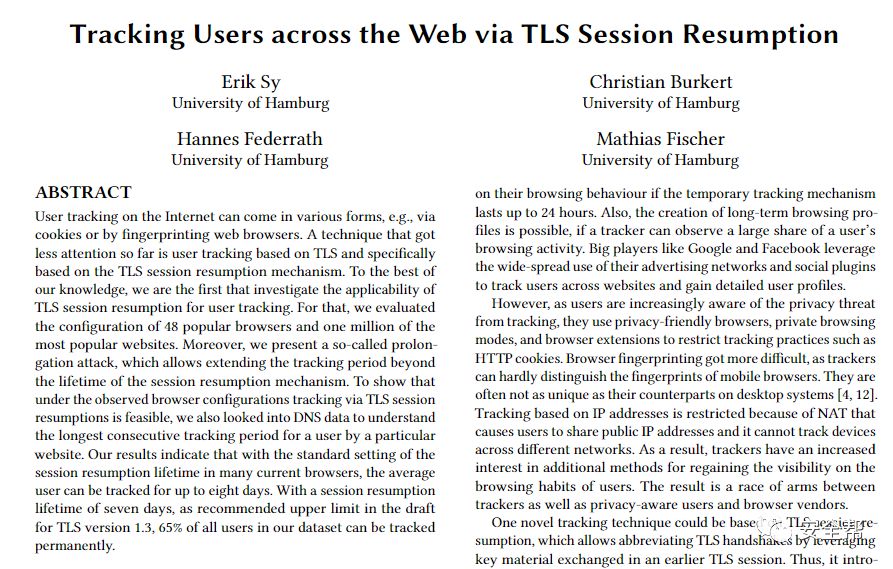 Tracking Users across the Web via TLS Session Resumption
Erik Sy
University of Hamburg
Christian Burkert
University of Hamburg
Hannes Federrath
University of Hamburg
Mathias Fischer
University of Hamburg
ABSTRACT
User tracking on the Internet can come in various forms, e.g., via
cookies or by fingerprinting web browsers. A technique that got
less attention so far is user tracking based on TLS and specifically
based on the TLS session resumption mechanism. To the best of
our knowledge, we are the first that investigate the applicability of
TLS session resumption for user tracking. For that, we evaluated
the configuration of 48 popular browsers and one million of the
most popular websites. Moreover, we present a so-called prolon-
gation attack, which allows extending the tracking period beyond
the lifetime of the session resumption mechanism. To show that
under the observed browser configurations tracking via TLS session
resumptions is feasible, we also looked into DNS data to understand
the longest consecutive tracking period for a user by a particular
website. Our results indicate that with the standard setting of the
session resumption lifetime in many current browsers, the average
user can be tracked for up to eight days. With a session resumption
lifetime of seven days, as recommended upper limit in the draft
for TLS version 1.3, 65% of all users in our dataset can be tracked
permanently.
on their browsing behaviour if the temporary tracking mechanism
lasts up to 24 hours. Also, the creation of long-term browsing pro-
files is possible, if a tracker can observe a large share of a user's
browsing activity. Big players like Google and Facebook leverage
the wide-spread use of their advertising networks and social plugins
to track users across websites and gain detailed user profiles.
However, as users are increasingly aware of the privacy threat
from tracking, they use privacy-friendly browsers, private browsing
modes, and browser extensions to restrict tracking practices such as
HTTP cookies. Browser fingerprinting got more difficult, as trackers
can hardly distinguish the fingerprints of mobile browsers. They are
often not as unique as their counterparts on desktop systems [4, 12].
Tracking based on IP addresses is restricted because of NAT that
causes users to share public IP addresses and it cannot track devices
across different networks. As a result, trackers have an increased
interest in additional methods for regaining the visibility on the
browsing habits of users. The result is a race of arms between
trackers as well as privacy-aware users and browser vendors.
One novel tracking technique could be based TLS re-
sumption, which allows abbreviating TLS handshakes by leveraging
key material exchanged in an earlier TLS session. Thus, it intro-
安全帮